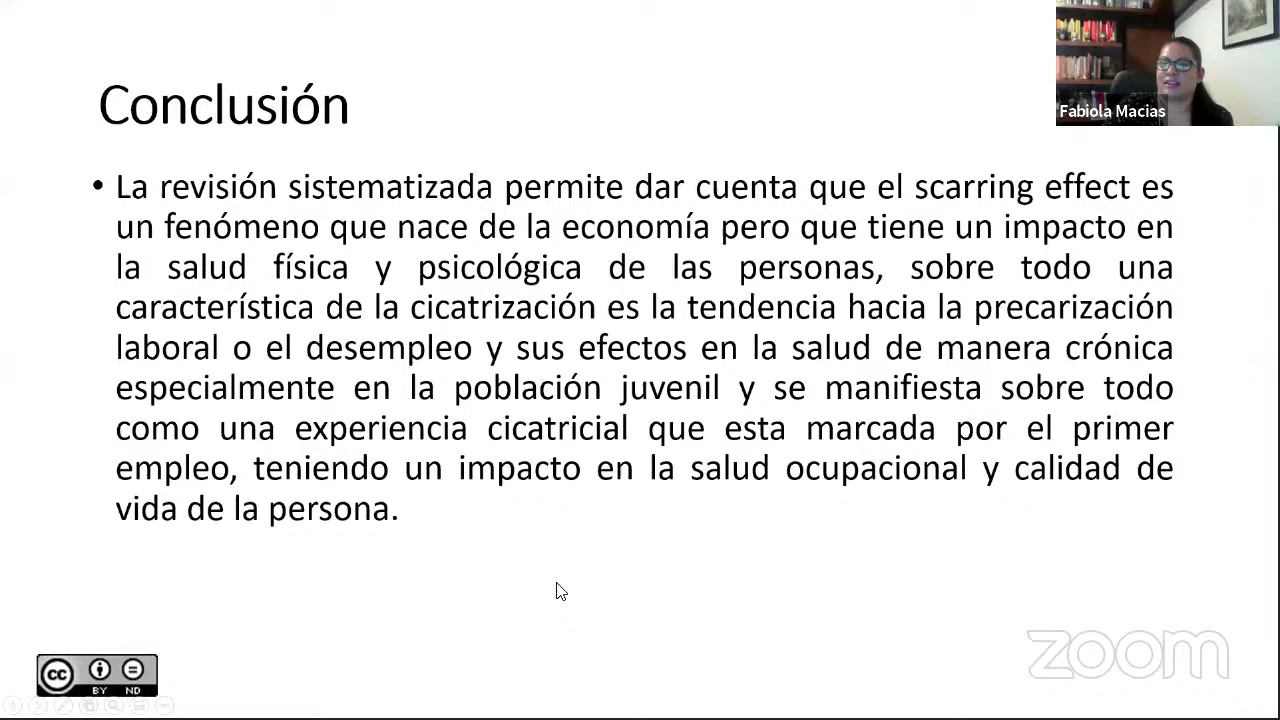 Fabiola Macias
Conclusión
• La revisión sistematizada permite dar cuenta que el scarring effect es
un fenómeno que nace de la economía pero que tiene un impacto en
la salud física y psicológica de las personas, sobre todo una
característica de la cicatrización es la tendencia hacia la precarización
laboral o el desempleo y sus efectos en la salud de manera crónica
especialmente en la población juvenil y se manifiesta sobre todo
como una experiencia cicatricial que esta marcada por el primer
empleo, teniendo un impacto en la salud ocupacional y calidad de
vida de la persona.
zoom
cc
BY ND